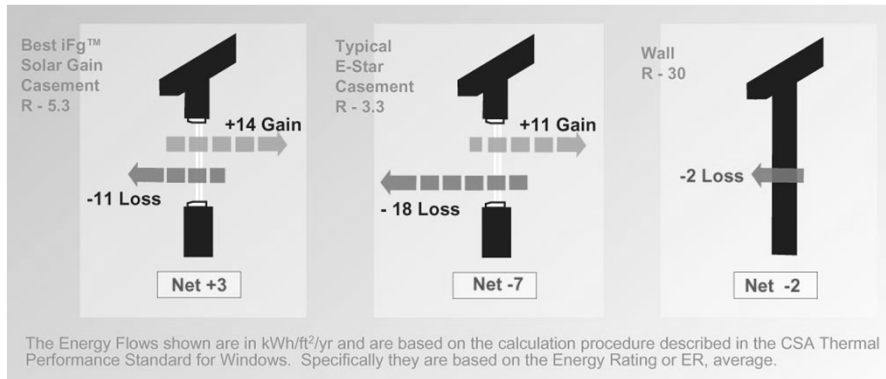 Best iFg™
Solar Gain
Casement
R - 5.3
+14 Gain
-11 Loss
Net +3
Typical
E-Star
Casement
R - 3.3
+11 Gain
- 18 Loss
Net -7
Wall
R - 30
-2 Loss
Net -2
The Energy Flows shown are in kWh/ft²/yr and are based on the calculation procedure described in the CSA Thermal
Performance Standard for Windows. Specifically they are based on the Energy Rating or ER, average.